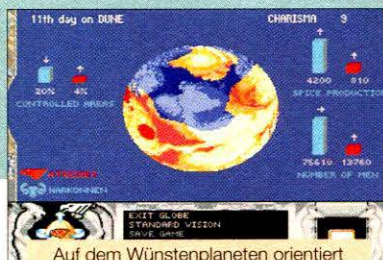 11th day on DUNE
CHARISMA 9
20% 4%
CONTROLLED AREAS
4200 810
SPICE PRODUCTION
ATREIDES
HARKONNEN
75610 13760
NUMBER OF MEN
EXIT GLOBE
STANDARD VISION
SAVE GAME
Auf dem Wüstenplaneten orientiert